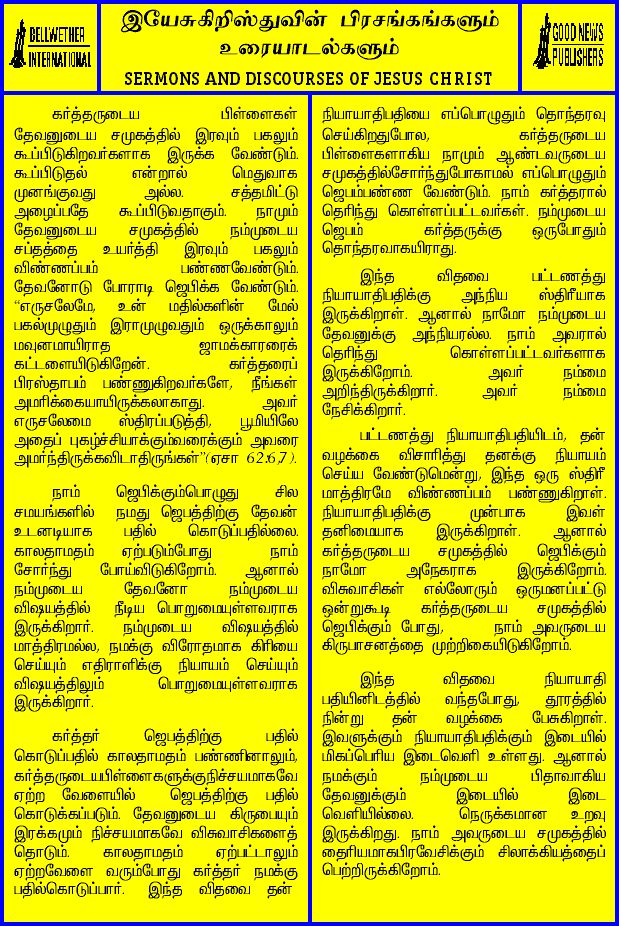 BELLWETHER
INTERNATIONAL
இயேசுகிறிஸ்துவின் பிரசங்கங்களும்
உரையாடல்களும்
SERMONS AND DISCOURSES OF JESUS CHRIST
GOOD NEWS
PUBLISHERS
கர்த்தருடைய பிள்ளைகள்
தேவனுடைய சமுகத்தில் இரவும் பகலும்
கூப்பிடுகிறவர்களாக இருக்க வேண்டும்.
கூப்பிடுதல் என்றால் மெதுவாக
முனங்குவது அல்ல. சத்தமிட்டு
அழைப்பதே கூப்பிடுவதாகும். நாமும்
தேவனுடைய சமுகத்தில் நம்முடைய
சப்தத்தை உயர்த்தி இரவும் பகலும்
விண்ணப்பம் பண்ணவேண்டும்.
தேவனோடு போராடி ஜெபிக்க வேண்டும்.
“எருசலேமே, உன் மதில்களின் மேல்
பகல்முழுதும் இராமுழுவதும் ஒருக்காலும்
மவுனமாயிராத ஜாமக்காரரைக்
கட்டளையிடுகிறேன். கர்த்தரைப்
பிரஸ்தாபம் பண்ணுகிறவர்களே, நீங்கள்
அமரிக்கையாயிருக்கலாகாது. அவர்
எருசலேமை ஸ்திரப்படுத்தி, பூமியிலே
அதைப் புகழ்ச்சியாக்கும்வரைக்கும் அவரை
அமர்ந்திருக்கவிடாதிருங்கள்”(ஏசா 62:6,7).
நாம் ஜெபிக்கும்பொழுது சில
சமயங்களில் நமது ஜெபத்திற்கு தேவன்
உடனடியாக பதில் கொடுப்பதில்லை.
காலதாமதம் ஏற்படும்போது நாம்
சோர்ந்து போய்விடுகிறோம். ஆனால்
நம்முடைய தேவனோ நம்முடைய
விஷயத்தில் நீடிய பொறுமையுள்ளவராக
இருக்கிறார். நம்முடைய விஷயத்தில்
மாத்திரமல்ல, நமக்கு விரோதமாக கிரியை
செய்யும் எதிராளிக்கு நியாயம் செய்யும்
விஷயத்திலும் பொறுமையுள்ளவராக
இருக்கிறார்.
கர்த்தர் ஜெபத்திற்கு பதில்
கொடுப்பதில் காலதாமதம் பண்ணினாலும்,
கர்த்தருடையபிள்ளைகளுக்குநிச்சயமாகவே
ஏற்ற வேளையில் ஜெபத்திற்கு பதில்
கொடுக்கப்படும். தேவனுடைய கிருபையும்
இரக்கமும் நிச்சயமாகவே விசுவாசிகளைத்
தொடும். காலதாமதம் ஏற்பட்டாலும்
ஏற்றவேளை வரும்போது கர்த்தர் நமக்கு
பதில்கொடுப்பார். இந்த விதவை தன்
நியாயாதிபதியை எப்பொழுதும் தொந்தரவு
செய்கிறதுபோல, கர்த்தருடைய
பிள்ளைகளாகிய நாமும் ஆண்டவருடைய
சமுகத்தில்சோர்ந்துபோகாமல் எப்பொழுதும்
ஜெபம்பண்ண வேண்டும். நாம் கர்த்தரால்
தெரிந்து கொள்ளப்பட்டவர்கள். நம்முடைய
ஜெபம் கர்த்தருக்கு ஒருபோதும்
தொந்தரவாகயிராது.
இந்த விதவை பட்டணத்து
நியாயாதிபதிக்கு அந்நிய ஸ்திரீயாக
இருக்கிறாள். ஆனால் நாமோ நம்முடைய
தேவனுக்கு அந்நியரல்ல. நாம் அவரால்
தெரிந்து கொள்ளப்பட்டவர்களாக
இருக்கிறோம். அவர் நம்மை
அறிந்திருக்கிறார். அவர் நம்மை
நேசிக்கிறார்.
பட்டணத்து நியாயாதிபதியிடம், தன்
வழக்கை விசாரித்து தனக்கு நியாயம்
செய்ய வேண்டுமென்று, இந்த ஒரு ஸ்திரீ
மாத்திரமே விண்ணப்பம் பண்ணுகிறாள்.
நியாயாதிபதிக்கு முன்பாக இவள்
தனிமையாக இருக்கிறாள். ஆனால்
கர்த்தருடைய சமுகத்தில் ஜெபிக்கும்
நாமோ அநேகராக இருக்கிறோம்.
விசுவாசிகள் எல்லோரும் ஒருமனப்பட்டு
ஒன்றுகூடி கர்த்தருடைய சமுகத்தில்
ஜெபிக்கும் போது, நாம் அவருடைய
கிருபாசனத்தை முற்றிகையிடுகிறோம்.
இந்த விதவை நியாயாதி
பதியினிடத்தில் வந்தபோது, தூரத்தில்
நின்று தன் வழக்கை பேசுகிறாள்.
இவளுக்கும் நியாயாதிபதிக்கும் இடையில்
மிகப்பெரிய இடைவெளி உள்ளது. ஆனால்
நமக்கும் நம்முடைய பிதாவாகிய
தேவனுக்கும் இடையில் இடை
வெளியில்லை. நெருக்கமான உறவு
இருக்கிறது. நாம் அவருடைய சமுகத்தில்
தைரியமாகபிரவேசிக்கும் சிலாக்கியத்தைப்
பெற்றிருக்கிறோம்.